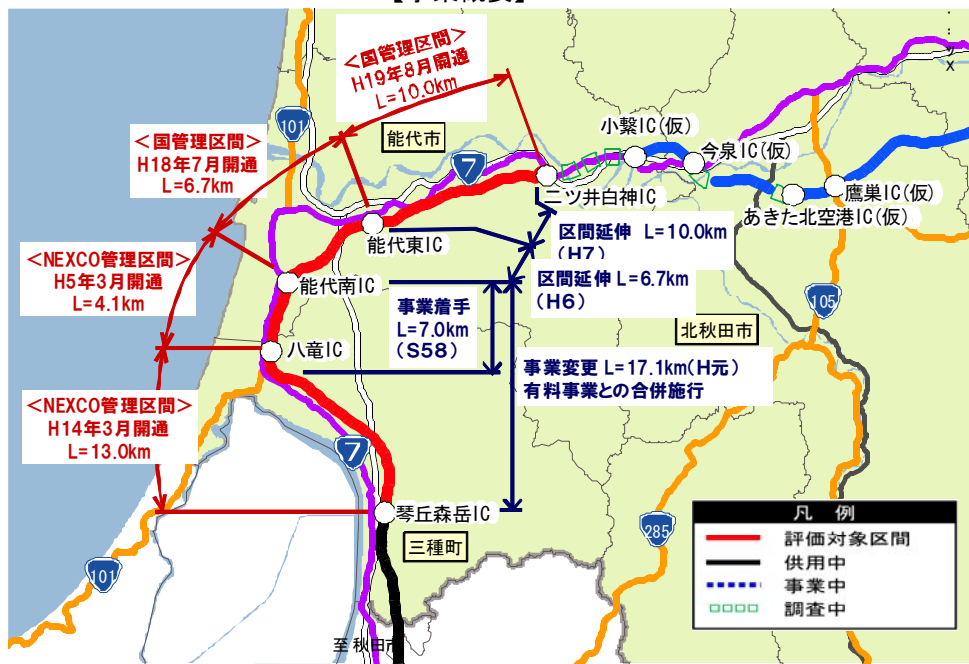 ＜国管理区間＞
H19年8月開通
L=10.0km
101
＜国管理区間＞
H18年7月開通
L=6.7km
能代市
7
小繋IC(仮)
今泉IC(仮)
二ツ井白神IC
鷹巣IC(仮)
あきた北空港IC(仮)
能代東IC
区間延伸 L=10.0km
(H7)
＜NEXCO管理区間＞
H5年3月開通
L=4.1km
能代南IC
区間延伸 L=6.7km
(H6)
事業着手
L=7.0km
(S58)
105
北秋田市
八竜IC
事業変更 L=17.1km(H元)
有料事業との合併施行
＜NEXCO管理区間＞
H14年3月開通
L=13.0km
7
琴丘森岳IC
三種町
285
101
至秋田市
凡 例
評価対象区間
供用中
事業中
調査中